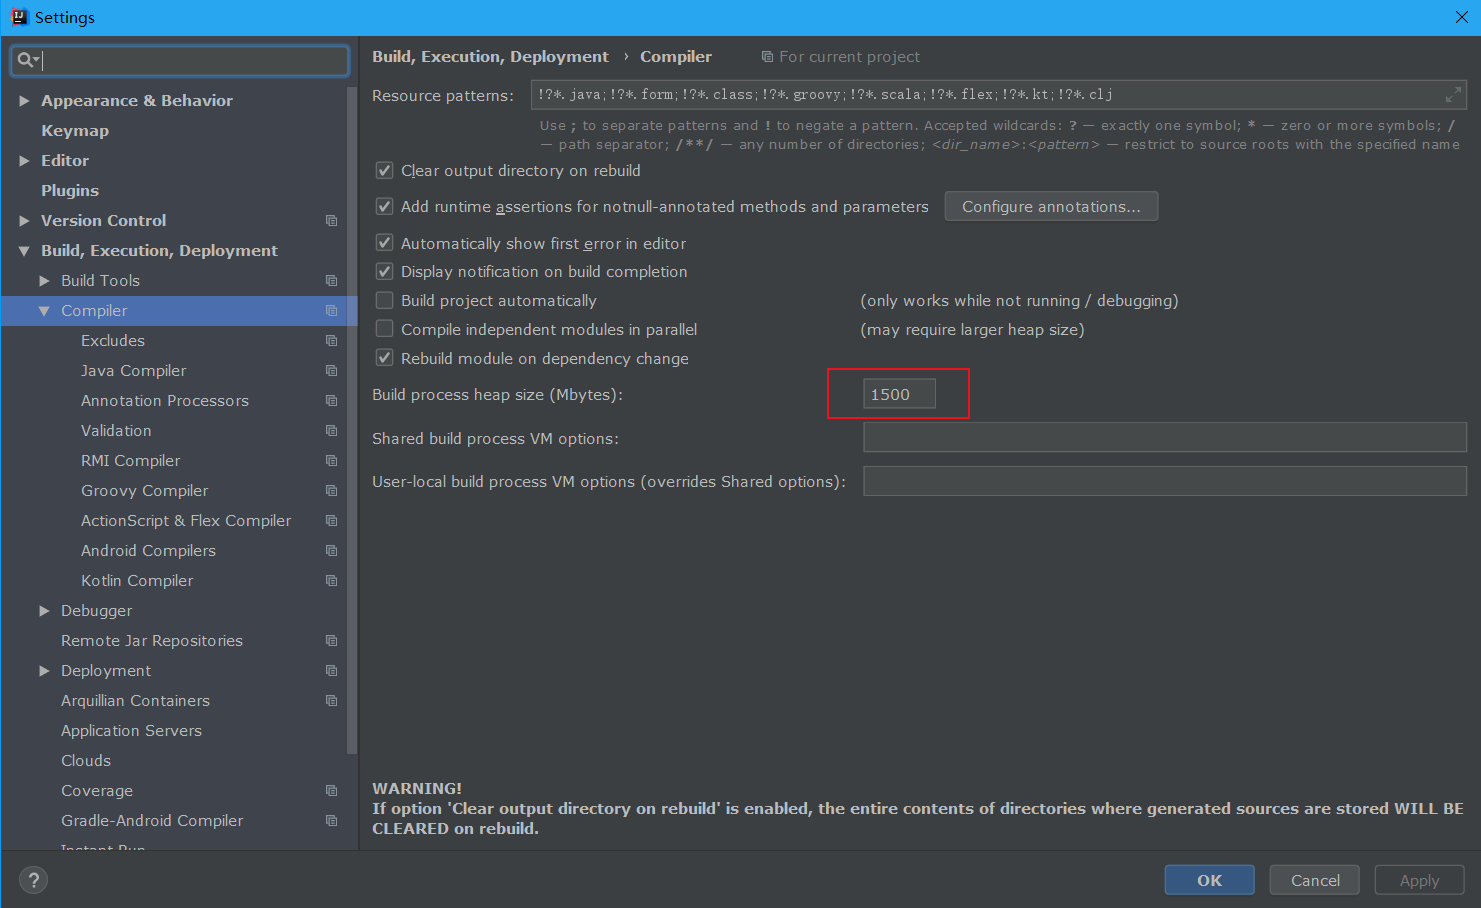 Settings
Build, Execution, Deployment › Compiler For current project
Appearance & Behavior
Keymap
Editor
Plugins
Version Control
Build, Execution, Deployment
Build Tools
Compiler
Excludes
Java Compiler
Annotation Processors
Validation
RMI Compiler
Groovy Compiler
ActionScript & Flex Compiler
Android Compilers
Kotlin Compiler
Debugger
Remote Jar Repositories
Deployment
Arquillian Containers
Application Servers
Clouds
Coverage
Gradle-Android Compiler
Instant Run
Resource patterns: !?*.java;!?*.form;!?*.class;!?*.groovy;!?*.scala;!?*.flex;!?*.kt;!?*.clj
Use ; to separate patterns and ! to negate a pattern. Accepted wildcards: ? — exactly one symbol; * — zero or more symbols; /
— path separator; /**/ — any number of directories; <dir_name>:<pattern> — restrict to source roots with the specified name
Clear output directory on rebuild
Add runtime assertions for notnull-annotated methods and parameters Configure annotations...
Automatically show first error in editor
Display notification on build completion
Build project automatically (only works while not running / debugging)
Compile independent modules in parallel (may require larger heap size)
Rebuild module on dependency change
Build process heap size (Mbytes): 1500
Shared build process VM options:
User-local build process VM options (overrides Shared options):
WARNING!
If option 'Clear output directory on rebuild' is enabled, the entire contents of directories where generated sources are stored WILL BE
CLEARED on rebuild.
? OK Cancel Apply